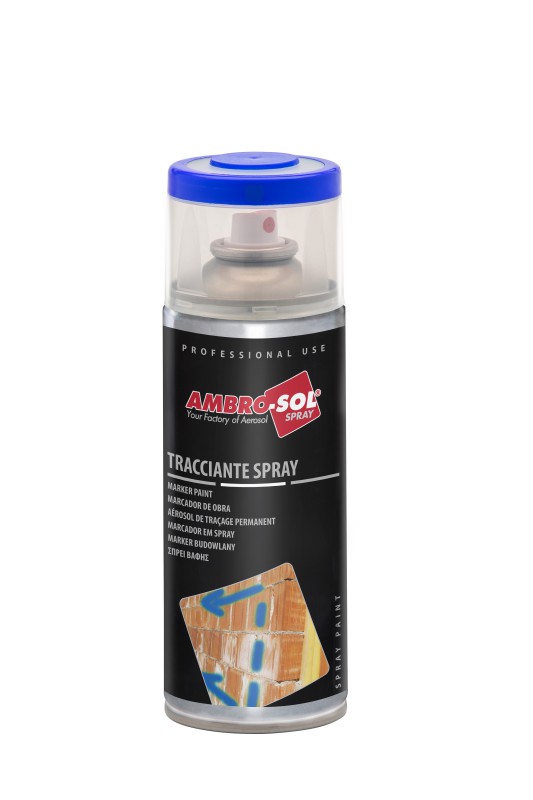 PROFESSIONAL USE
AMBRO-SOL®
SPRAY
Your Factory of Aerosol
TRACCIANTE SPRAY
MARKER PAINT
MARCADOR DE OBRA
AÉROSOL DE TRAÇAGE PERMANENT
MARCADOR EM SPRAY
MARKER BUDOWLANY
ΣΠΡΕΙ ΒΑΦΗΣ
SPRAY PAINT